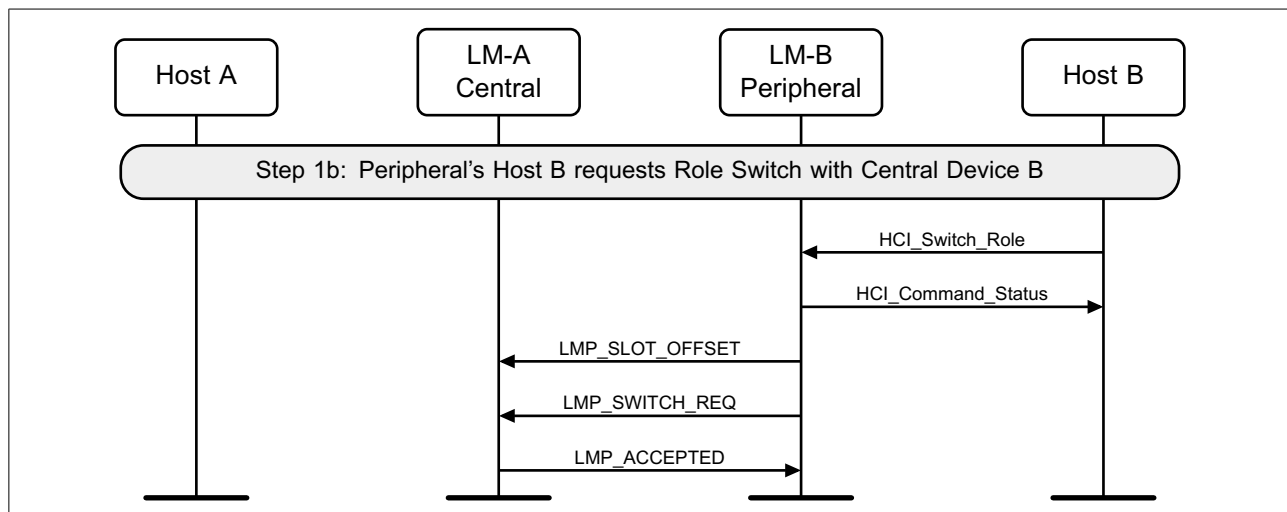 Host A
LM-A
Central
LM-B
Peripheral
Host B
Step 1b: Peripheral's Host B requests Role Switch with Central Device B
HCI_Switch_Role
HCI_Command_Status
LMP_SLOT_OFFSET
LMP_SWITCH_REQ
LMP_ACCEPTED